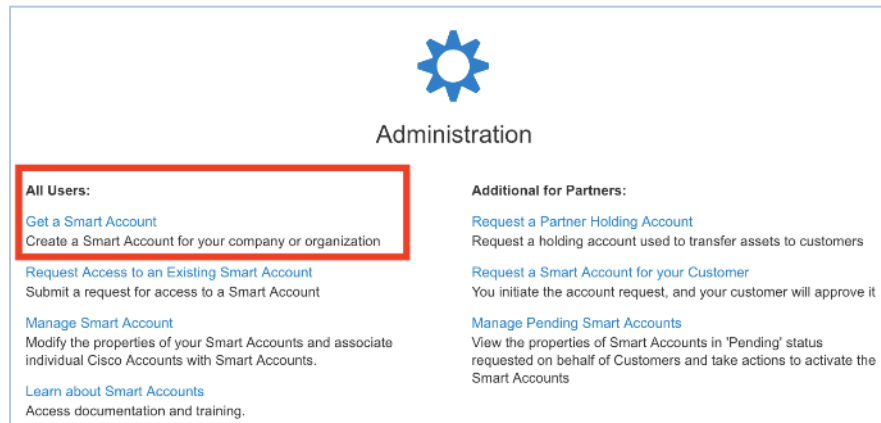 Administration
All Users:
Get a Smart Account
Create a Smart Account for your company or organization
Request Access to an Existing Smart Account
Submit a request for access to a Smart Account
Manage Smart Account
Modify the properties of your Smart Accounts and associate
individual Cisco Accounts with Smart Accounts.
Learn about Smart Accounts
Access documentation and training.
Additional for Partners:
Request a Partner Holding Account
Request a holding account used to transfer assets to customers
Request a Smart Account for your Customer
You initiate the account request, and your customer will approve it
Manage Pending Smart Accounts
View the properties of Smart Accounts in 'Pending' status
requested on behalf of Customers and take actions to activate the
Smart Accounts